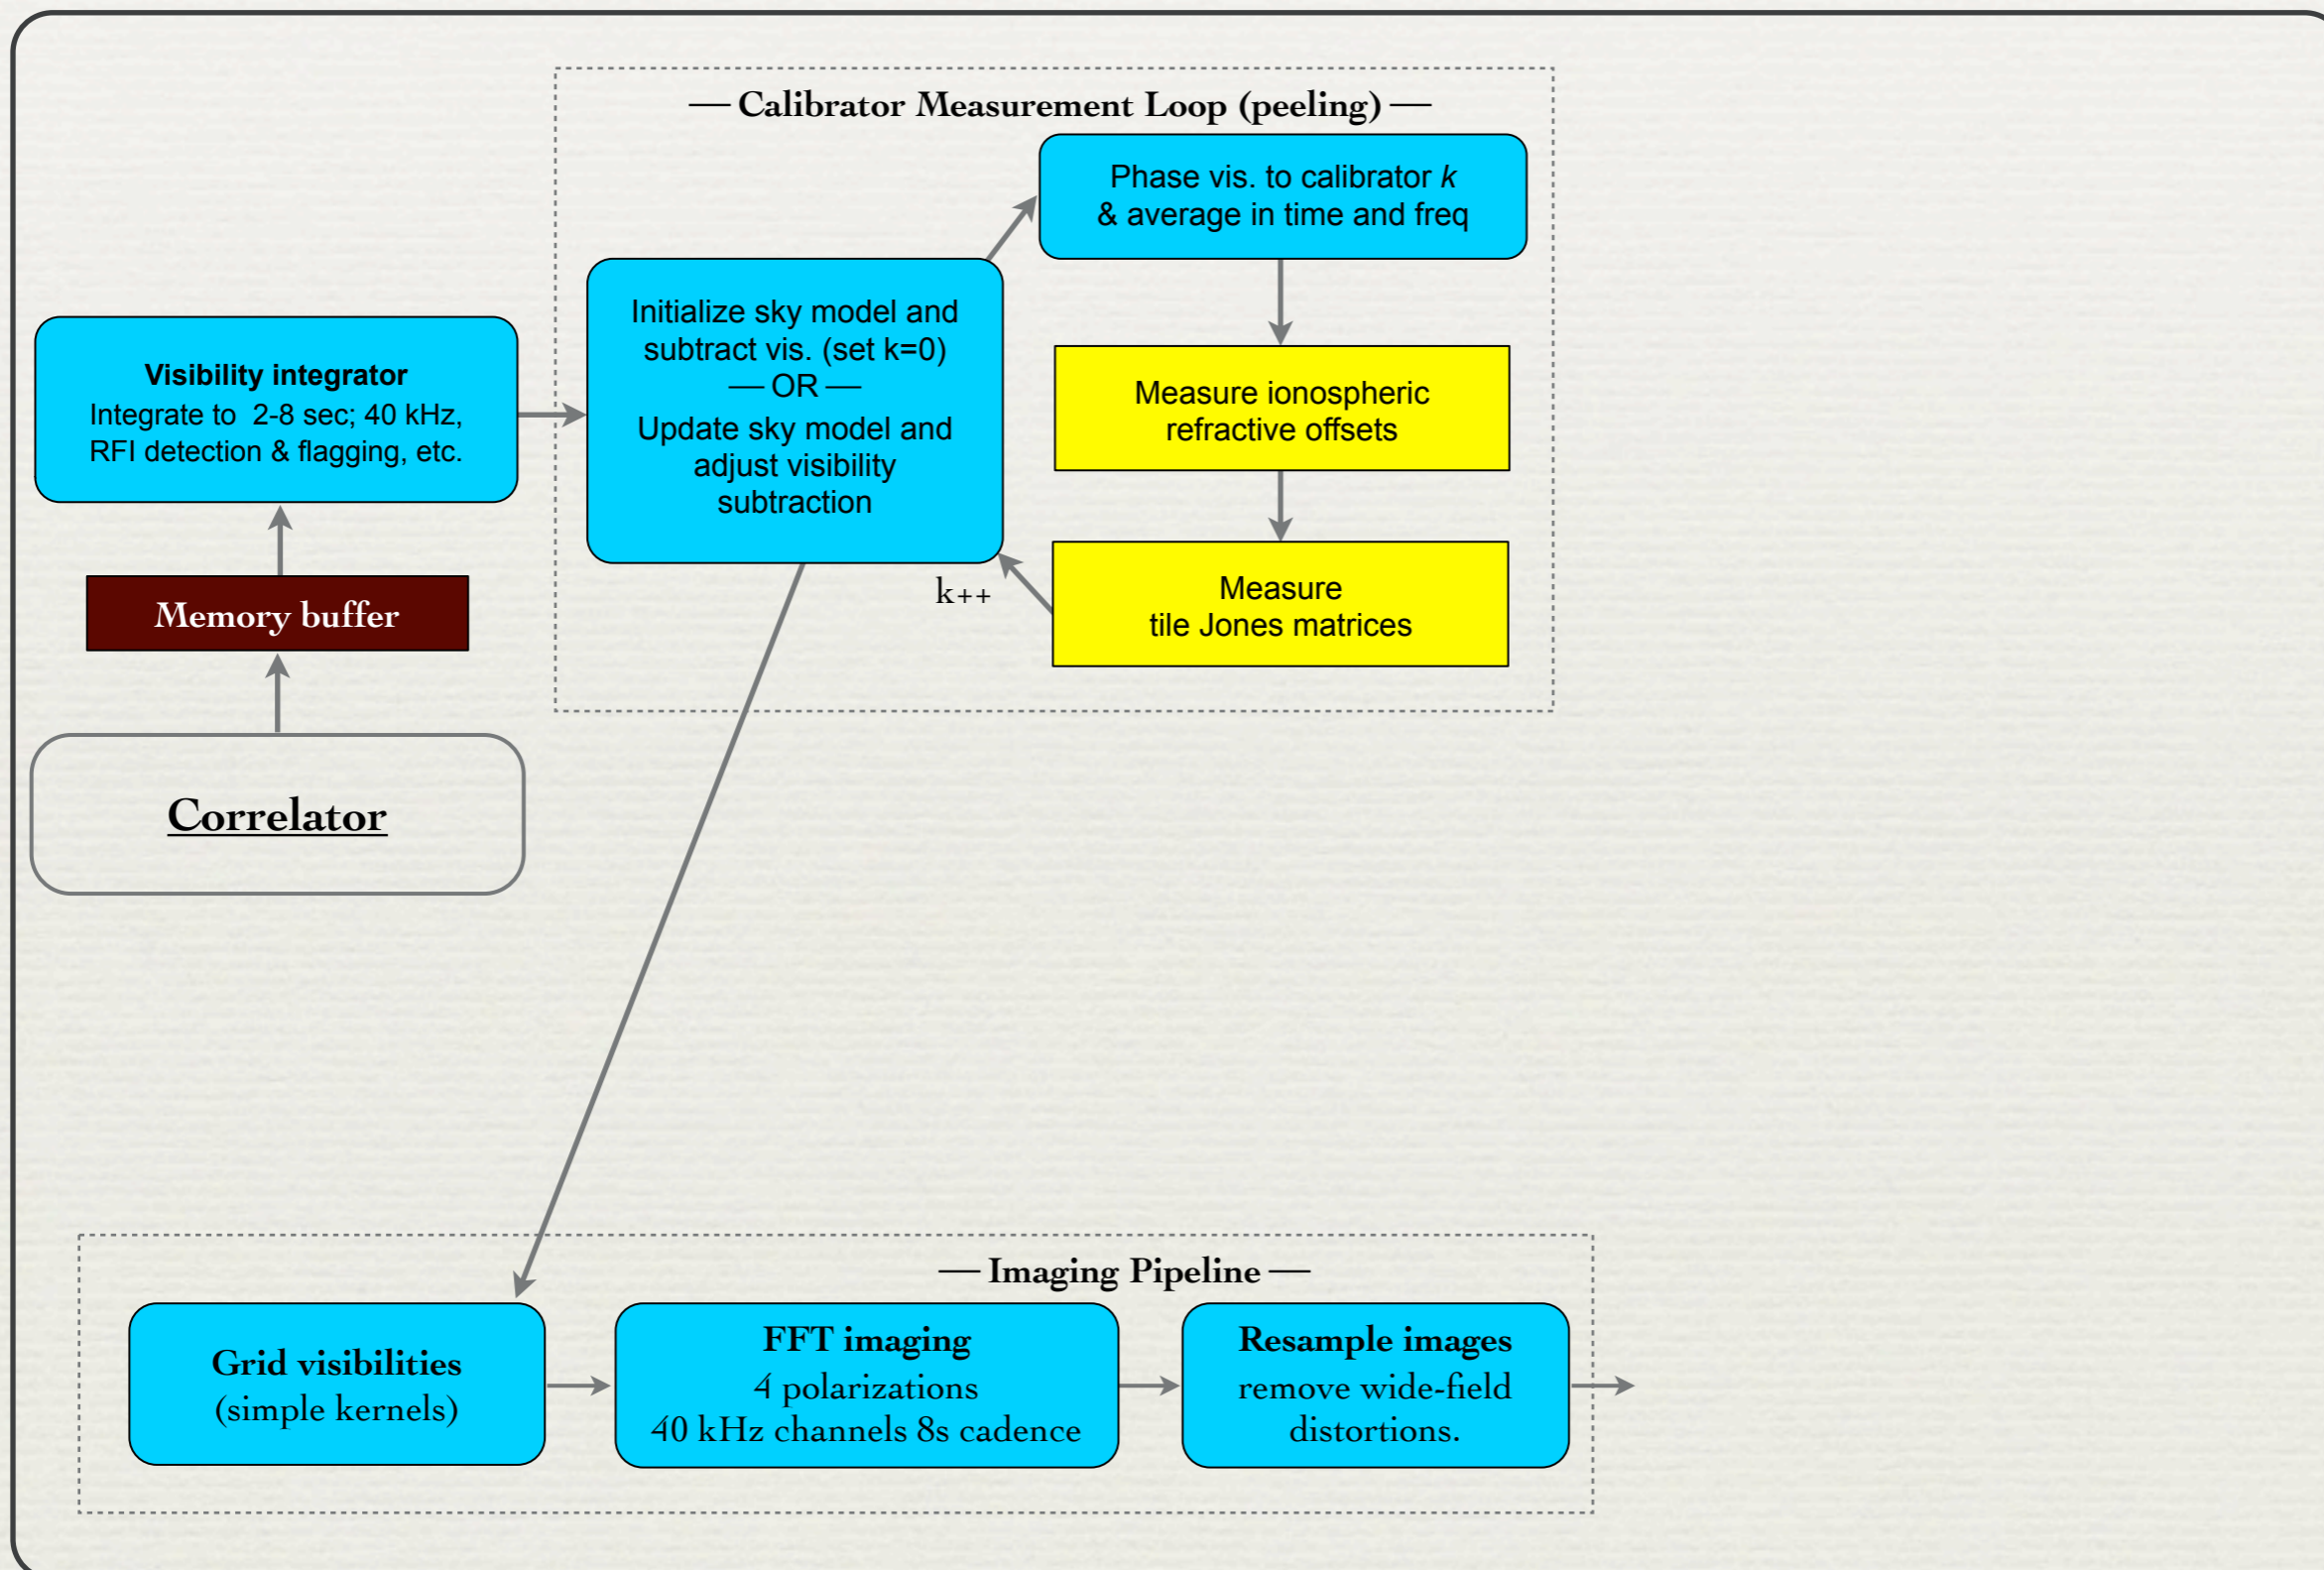 — Calibrator Measurement Loop (peeling) —
Phase vis. to calibrator k
& average in time and freq
Initialize sky model and
subtract vis. (set k=0)
— OR —
Update sky model and
adjust visibility
subtraction
Visibility integrator
Integrate to 2-8 sec; 40 kHz,
RFI detection & flagging, etc.
Measure ionospheric
refractive offsets
Measure
tile Jones matrices
k++
Memory buffer
Correlator
— Imaging Pipeline —
Grid visibilities
(simple kernels)
FFT imaging
4 polarizations
40 kHz channels 8s cadence
Resample images
remove wide-field
distortions.